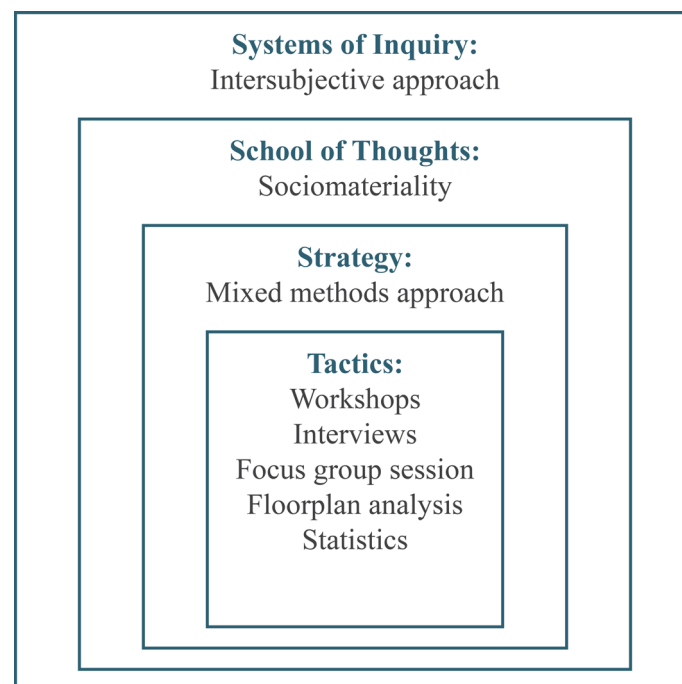 Systems of Inquiry:
Intersubjective approach
School of Thoughts:
Sociomateriality
Strategy:
Mixed methods approach
Tactics:
Workshops
Interviews
Focus group session
Floorplan analysis
Statistics